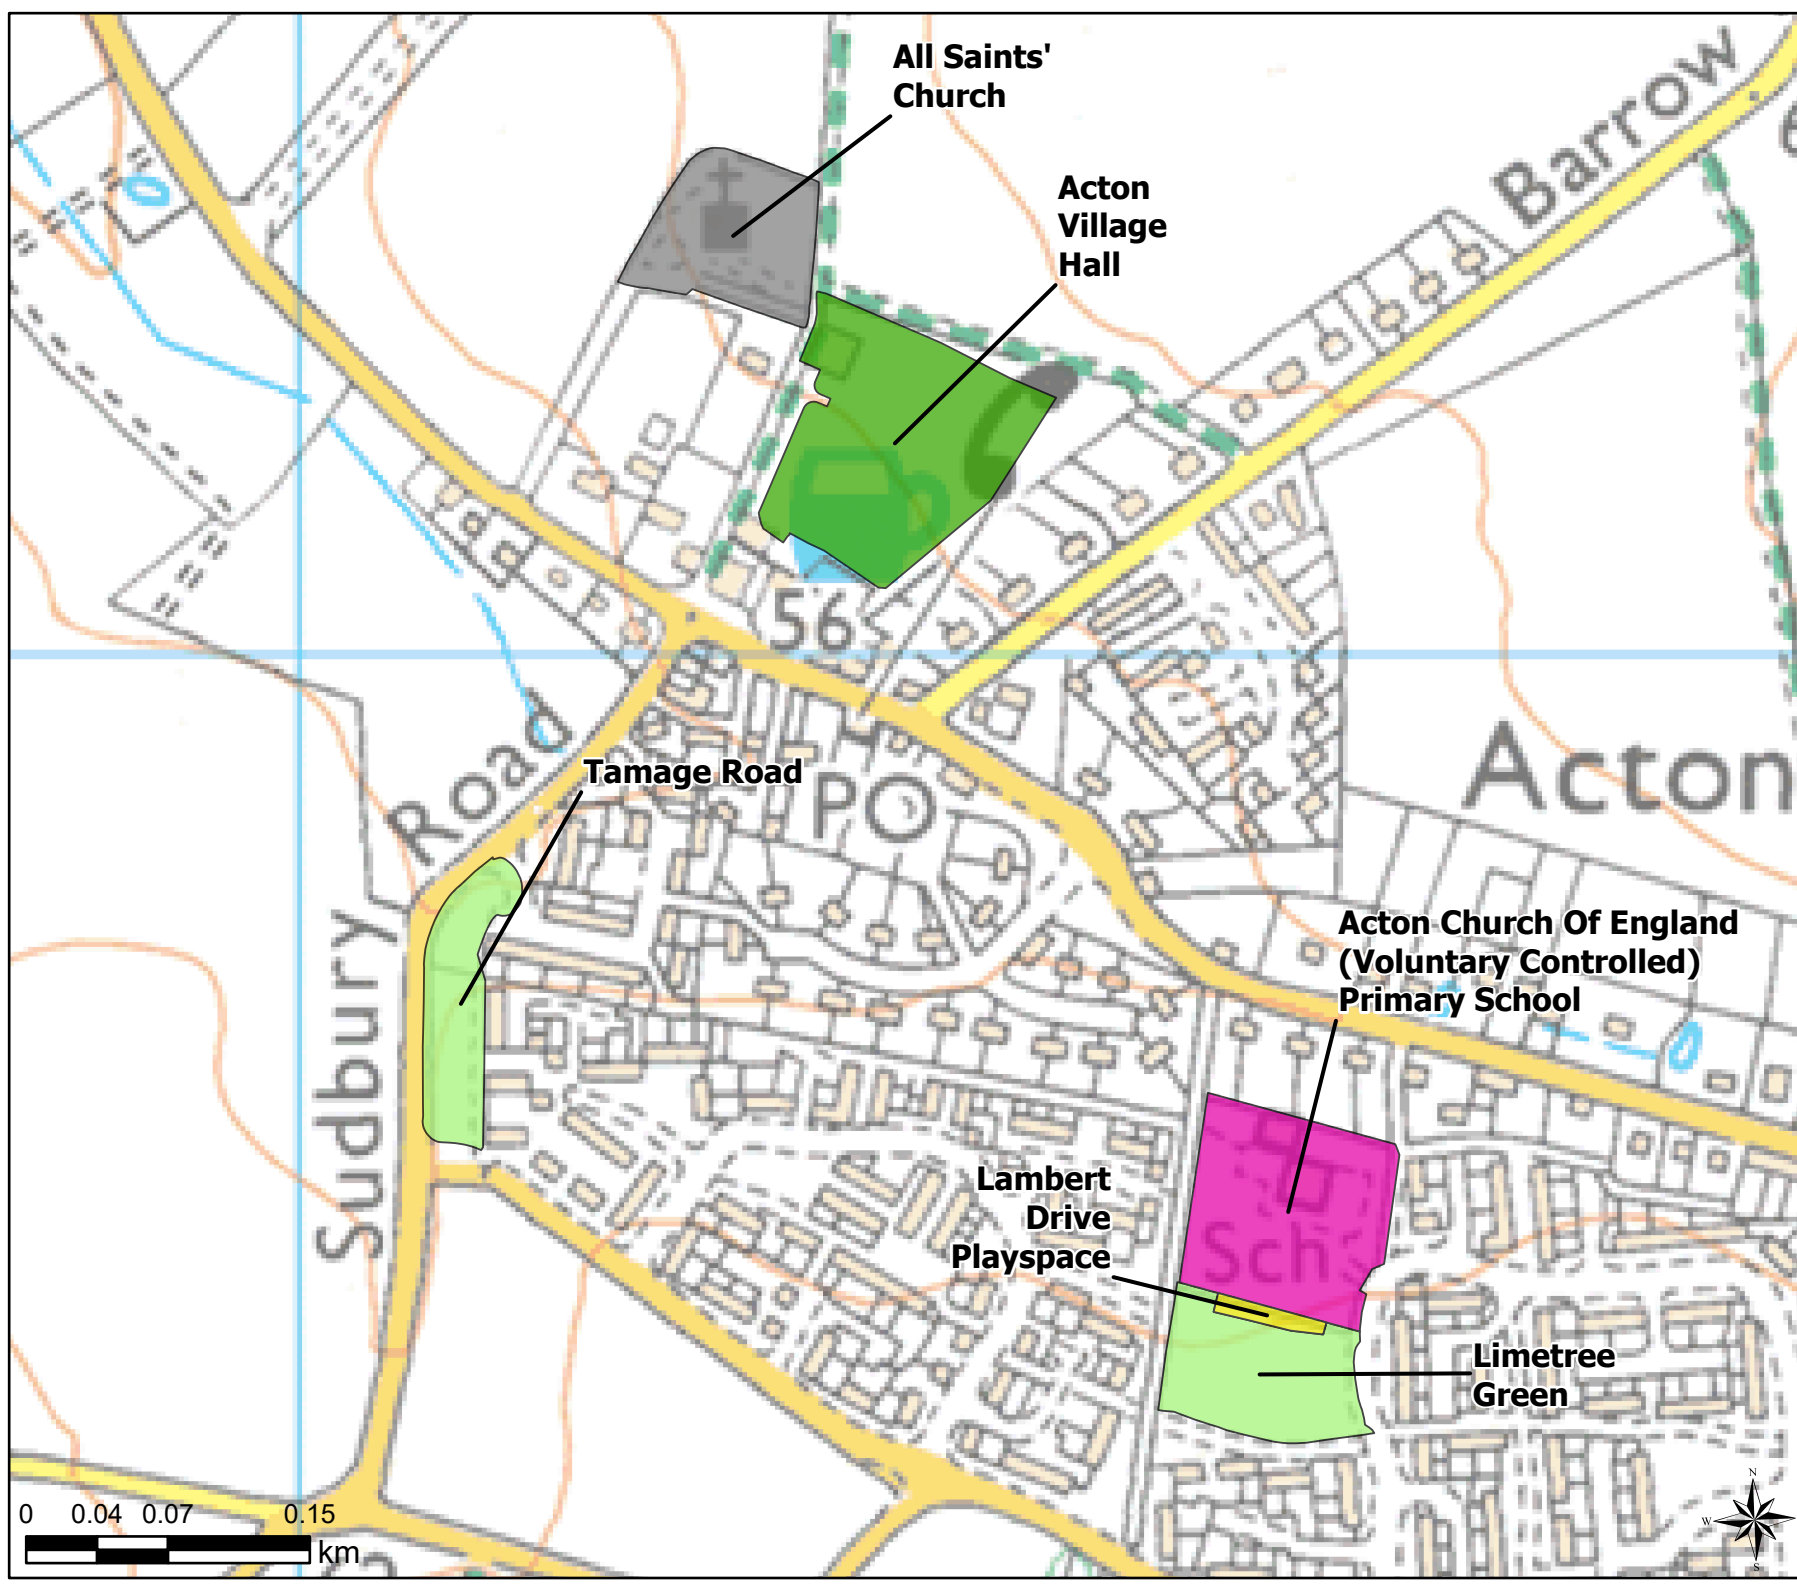 All Saints'
Church
Acton
Village
Hall
Barrow
56
Road
Tamage Road
PO
Acton
Sudbury
Acton Church Of England
(Voluntary Controlled)
Primary School
Lambert
Drive
Playspace
Sch
Limetree
Green
0 0.04 0.07 0.15
km
N
W
S